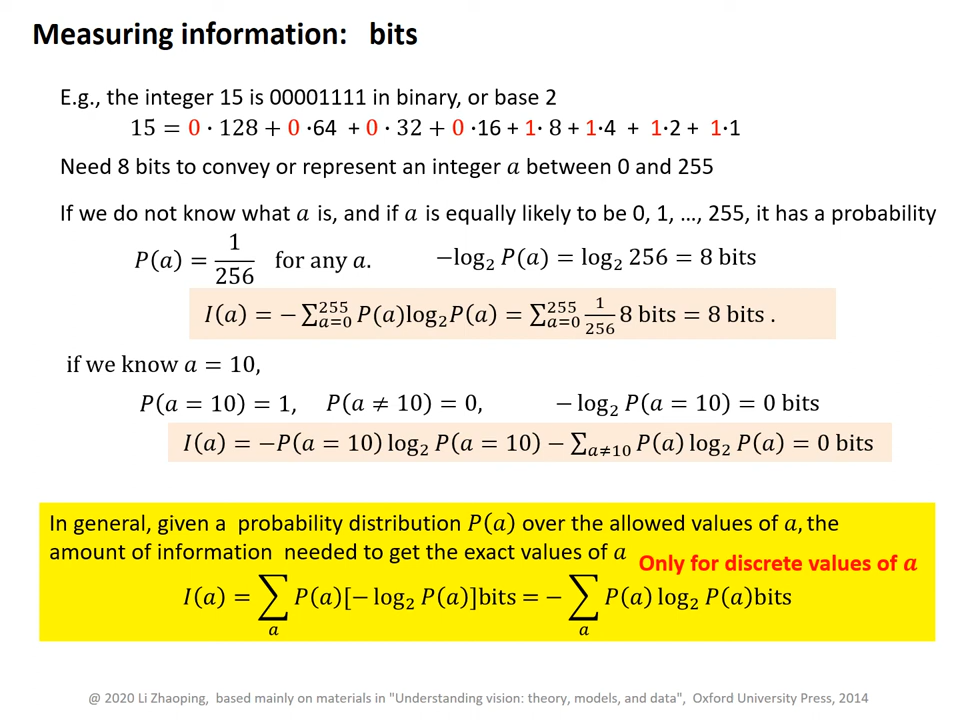 Measuring information: bits
E.g., the integer 15 is 00001111 in binary, or base 2
15 = 0 · 128 + 0 ·64 + 0 · 32 + 0 ·16 + 1· 8 + 1·4 + 1·2 + 1·1
Need 8 bits to convey or represent an integer a between 0 and 255
If we do not know what a is, and if a is equally likely to be 0, 1, …, 255, it has a probability
P(a) = 1/256 for any a. −log₂ P(a) = log₂ 256 = 8 bits
I(a) = − ∑_{a=0}^{255} P(a)log₂P(a) = ∑_{a=0}^{255} 1/256 8 bits = 8 bits .
if we know a = 10,
P(a = 10) = 1, P(a ≠ 10) = 0, − log₂ P(a = 10) = 0 bits
I(a) = −P(a = 10) log₂ P(a = 10) − ∑_{a≠10} P(a) log₂ P(a) = 0 bits
In general, given a probability distribution P(a) over the allowed values of a, the
amount of information needed to get the exact values of a
Only for discrete values of a
I(a) = ∑_a P(a)[− log₂ P(a)]bits = − ∑_a P(a) log₂ P(a)bits
@ 2020 Li Zhaoping, based mainly on materials in "Understanding vision: theory, models, and data", Oxford University Press, 2014